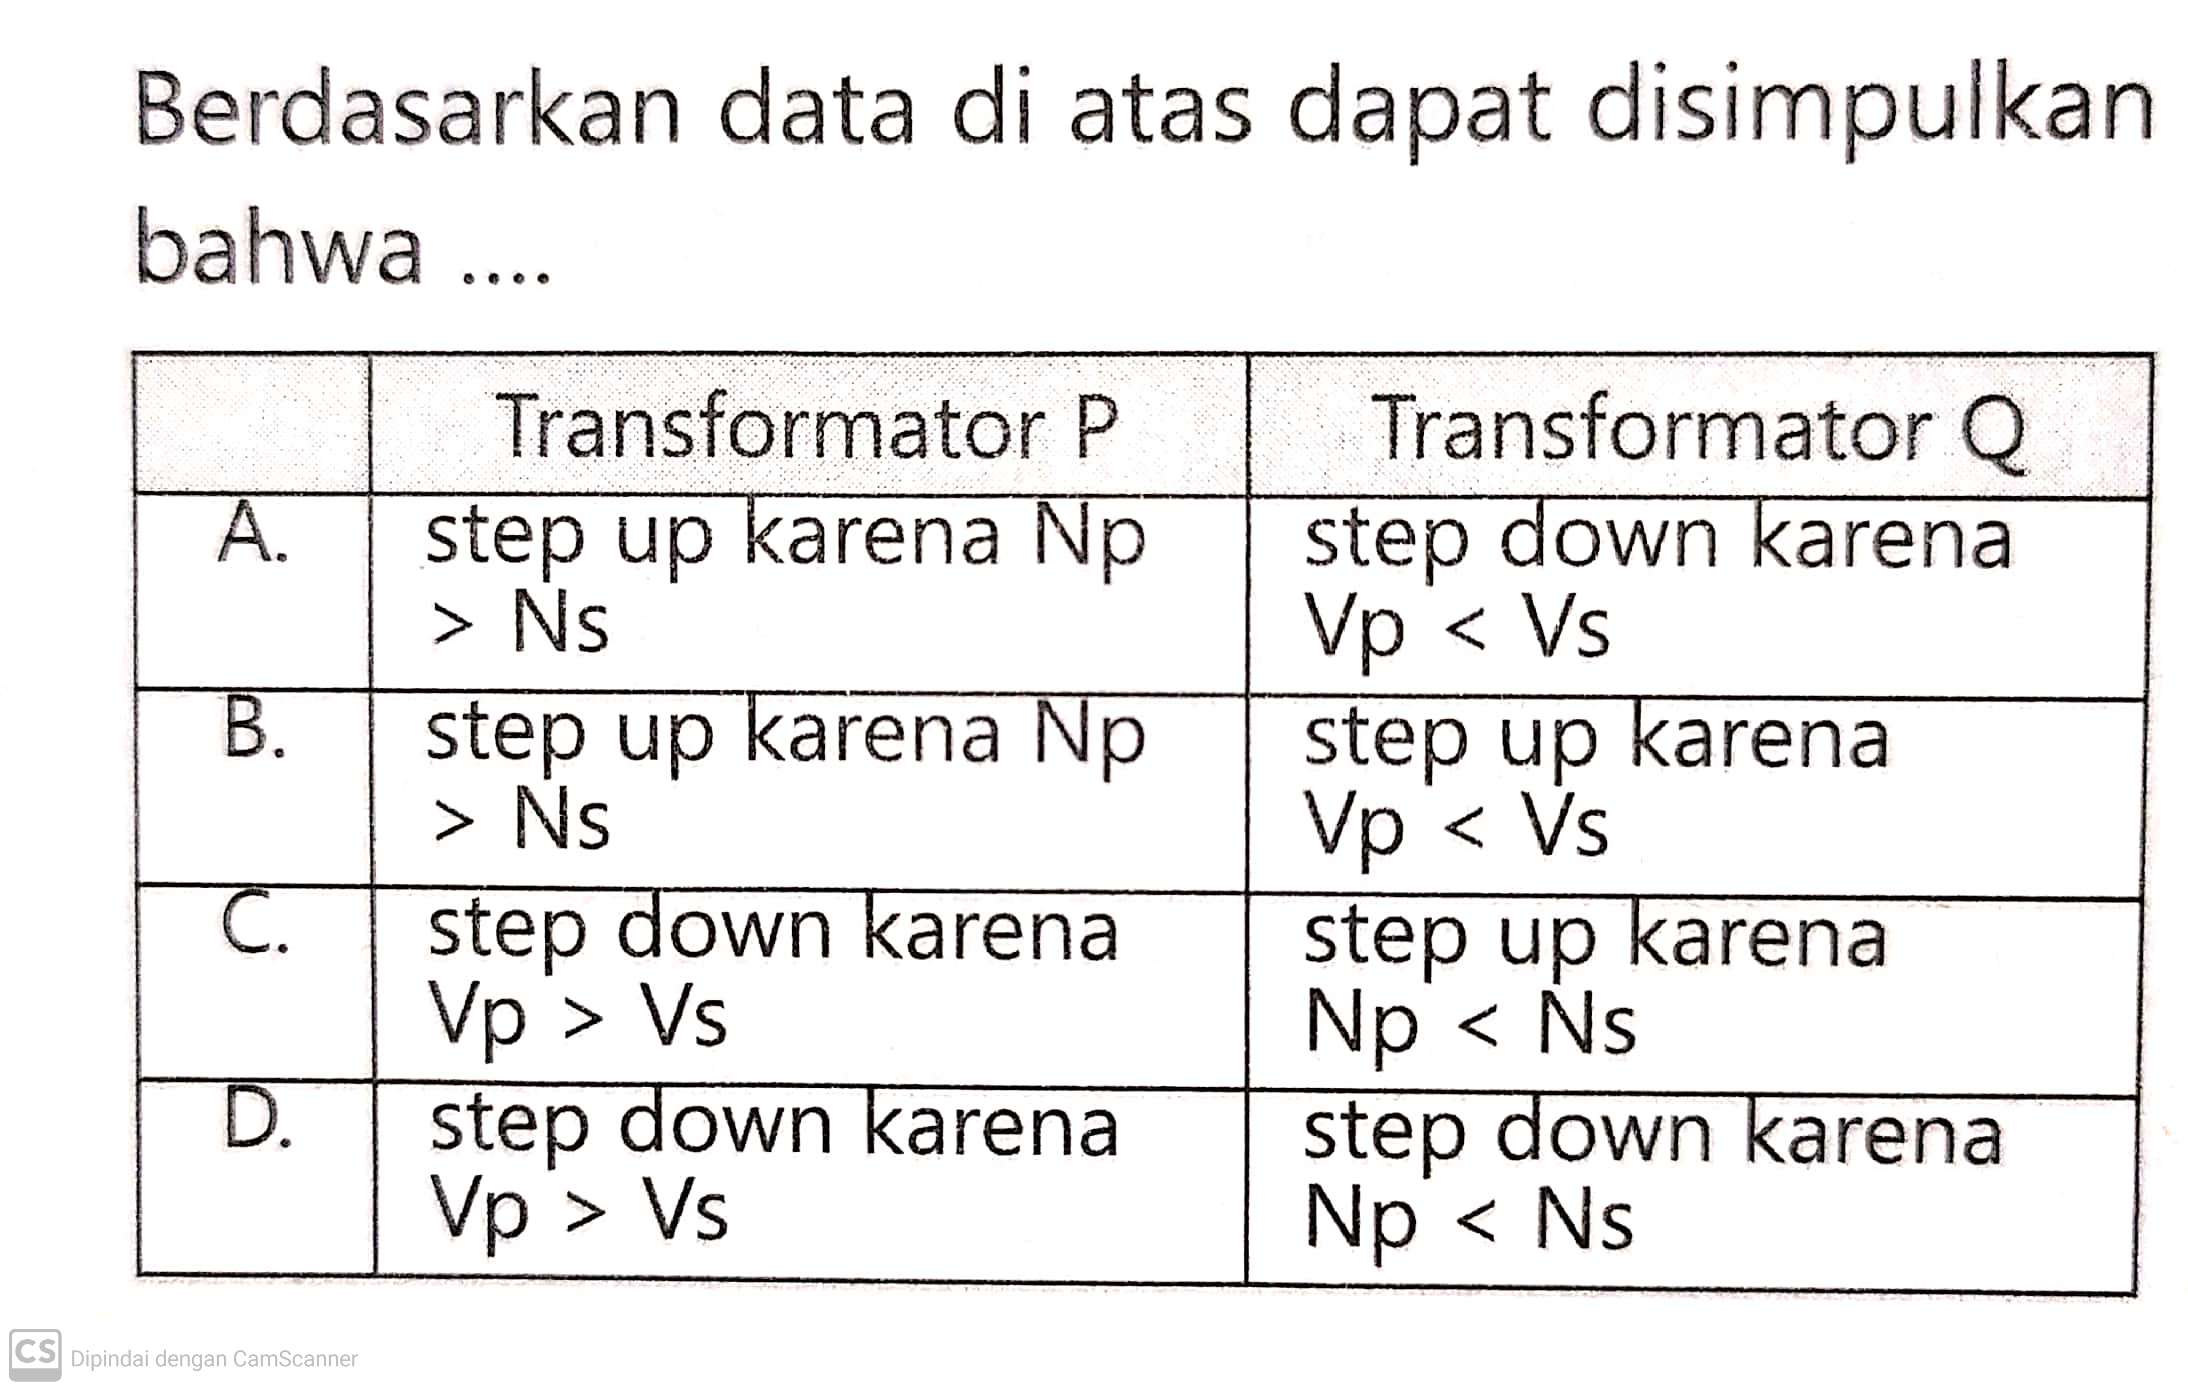 Berdasarkan data di atas dapat disimpulkan
bahwa ....
Transformator P Transformator Q
A. step up karena Np step down karena
> Ns Vp < Vs
B. step up karena Np step up karena
> Ns Vp < Vs
C. step down karena step up karena
Vp > Vs Np < Ns
D. step down karena step down karena
Vp > Vs Np < Ns
CS Dipindai dengan CamScanner